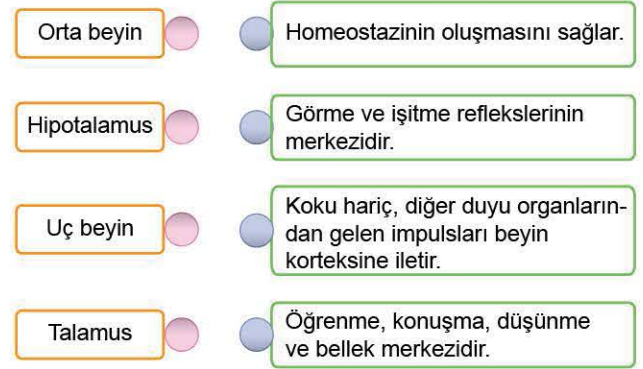 Orta beyin
Homeostazinin oluşmasını sağlar.
Hipotalamus
Görme ve işitme reflekslerinin
merkezidir.
Uç beyin
Koku hariç, diğer duyu organların-
dan gelen impulsları beyin
korteksine iletir.
Talamus
Öğrenme, konuşma, düşünme
ve bellek merkezidir.